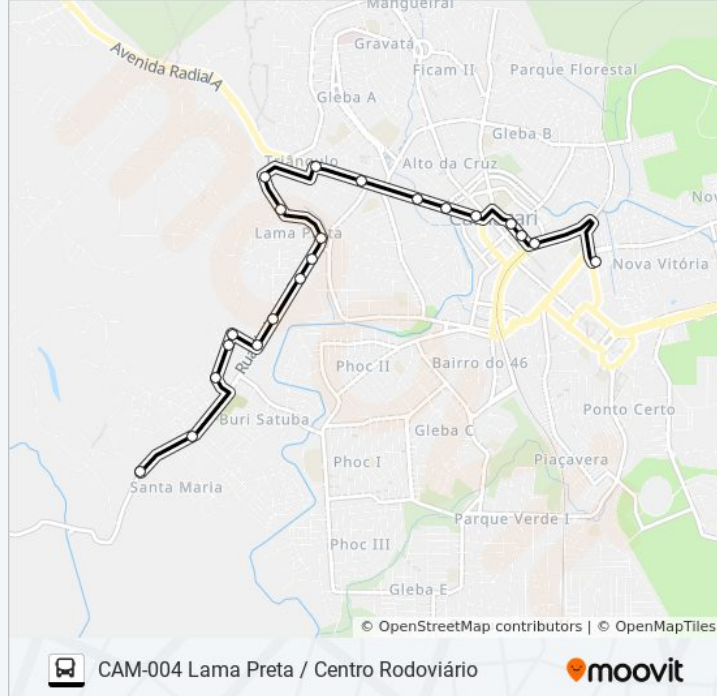 Mangueiral
Gravatá
Avenida Radial A
Ficam II
Parque Florestal
Gleba A
Gleba B
Triângulo
Alto da Cruz
Lama Preta
Nova Vitória
Rua
Phoc II
Bairro do 46
Buri Satuba
Ponto Certo
Gleba C
Phoc I
Piaçavera
Santa Maria
Parque Verde I
Phoc III
Gleba E
© OpenStreetMap contributors | © OpenMapTiles
CAM-004 Lama Preta / Centro Rodoviário
moovit